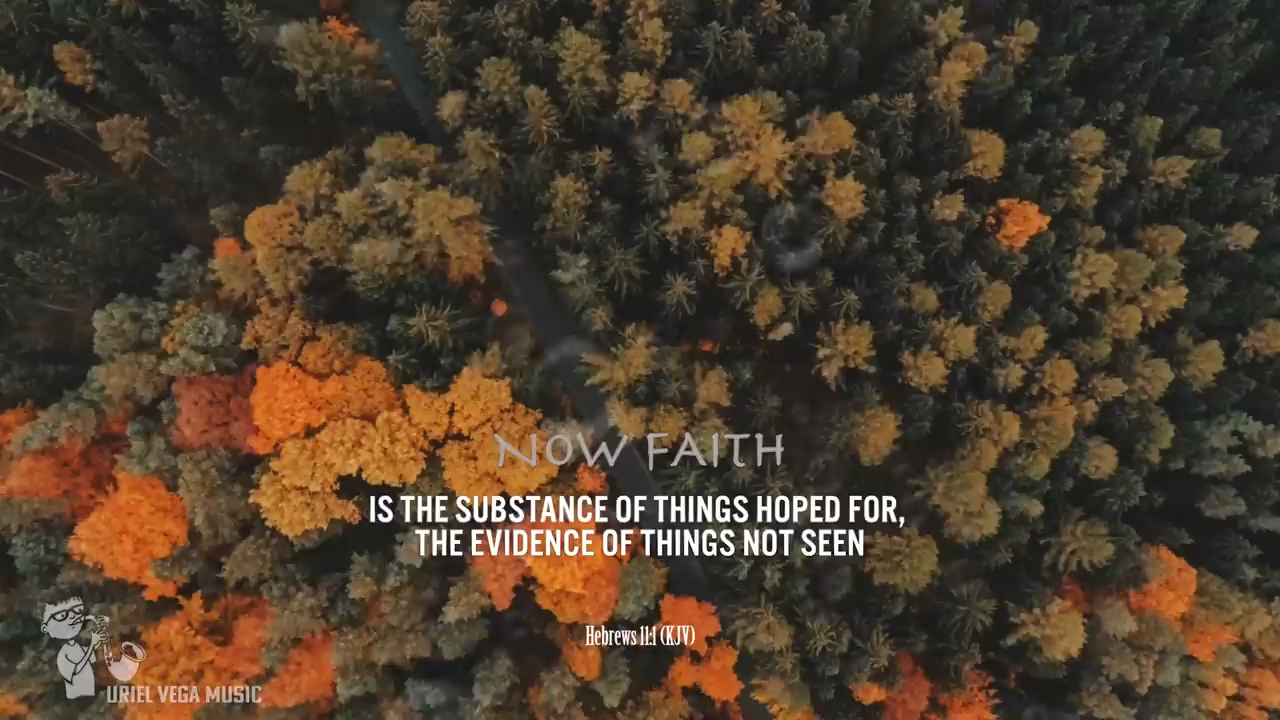 NOW FAITH
IS THE SUBSTANCE OF THINGS HOPED FOR,
THE EVIDENCE OF THINGS NOT SEEN
Hebrews 11:1 (KJV)
URIEL VEGA MUSIC